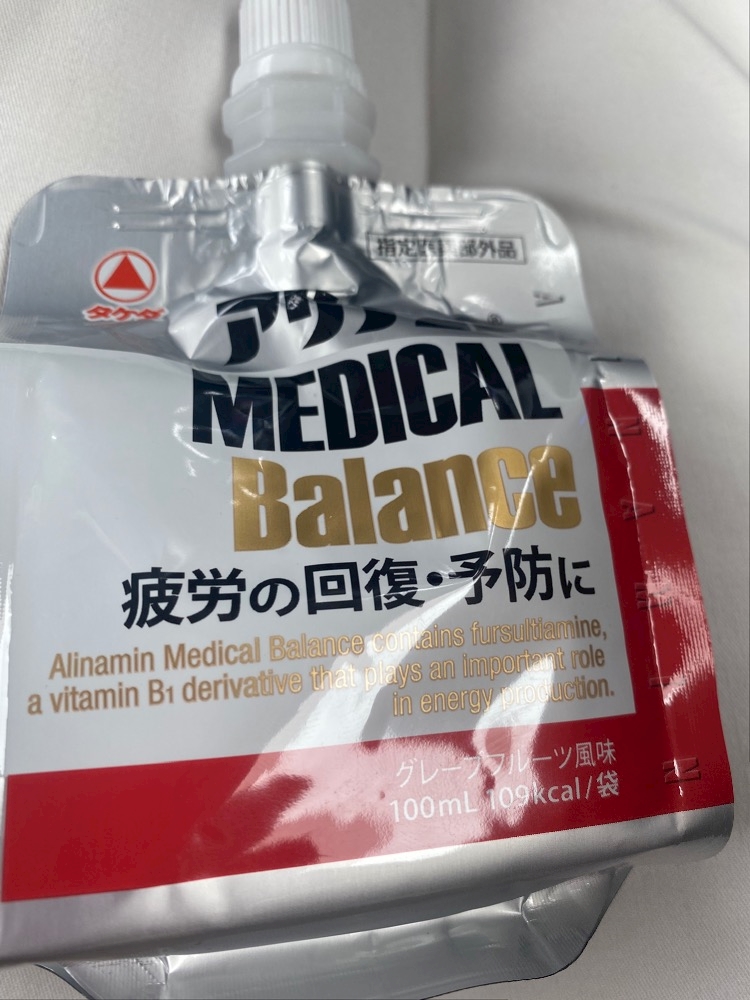 指定医薬部外品
タケダ
MEDICAL
Balance
疲労の回復・予防に
Alinamin Medical Balance contains fursultiamine,
a vitamin B1 derivative that plays an important role
in energy production.
グレープフルーツ風味
100mL 109kcal/袋